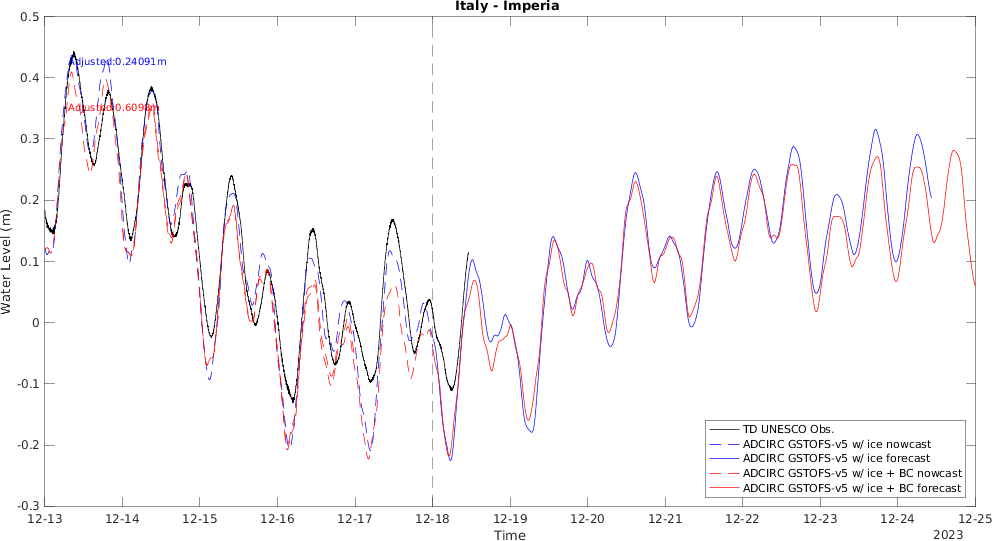 Italy - Imperia
Water Level (m)
0.5
0.4
0.3
0.2
0.1
0
-0.1
-0.2
-0.3
Adjusted:0.24091m
TD UNESCO Obs.
ADCIRC GSTOFS-v5 w/ ice nowcast
ADCIRC GSTOFS-v5 w/ ice forecast
ADCIRC GSTOFS-v5 w/ ice + BC nowcast
ADCIRC GSTOFS-v5 w/ ice + BC forecast
12-13 12-14 12-15 12-16 12-17 12-18 12-19 12-20 12-21 12-22 12-23 12-24 12-25
Time
2023